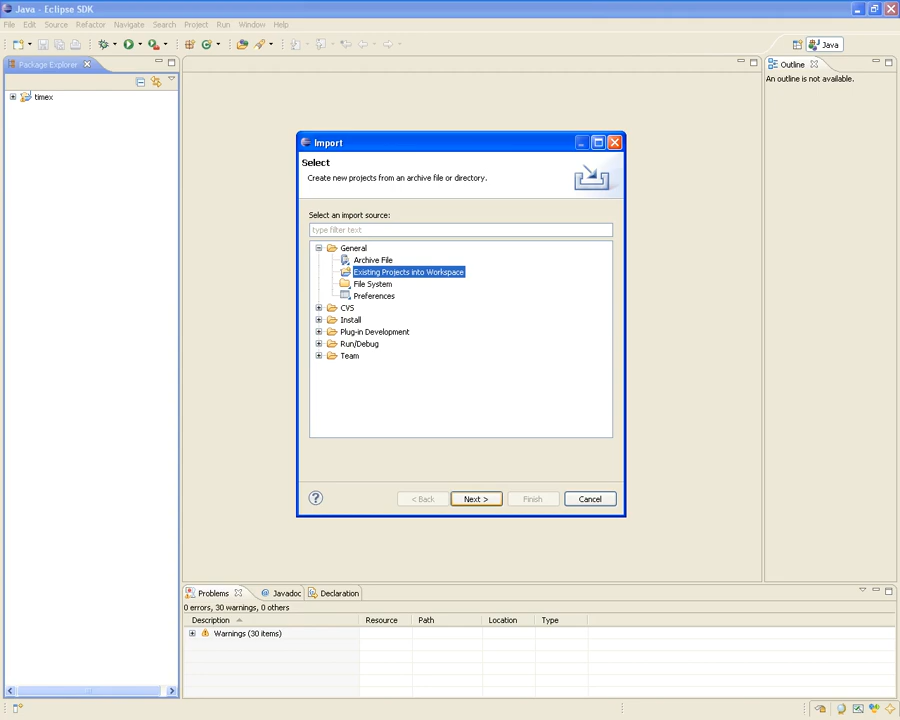 Java - Eclipse SDK
File Edit Source Refactor Navigate Search Project Run Window Help
Java
Package Explorer
timex
Outline
An outline is not available.
Import
Select
Create new projects from an archive file or directory.
Select an import source:
type filter text
General
Archive File
Existing Projects into Workspace
File System
Preferences
CVS
Install
Plug-in Development
Run/Debug
Team
?
< Back Next > Finish Cancel
Problems @ Javadoc Declaration
0 errors, 30 warnings, 0 others
Description Resource Path Location Type
Warnings (30 items)